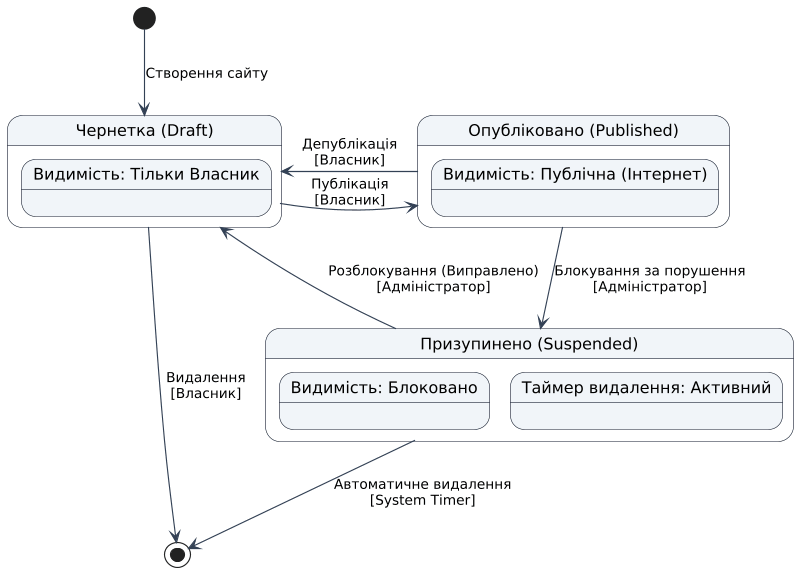 Створення сайту
Чернетка (Draft)
Видимість: Тільки Власник
Депублікація
[Власник]
Публікація
[Власник]
Опубліковано (Published)
Видимість: Публічна (Інтернет)
Розблокування (Виправлено)
[Адміністратор]
Блокування за порушення
[Адміністратор]
Призупинено (Suspended)
Видимість: Блоковано
Таймер видалення: Активний
Видалення
[Власник]
Автоматичне видалення
[System Timer]